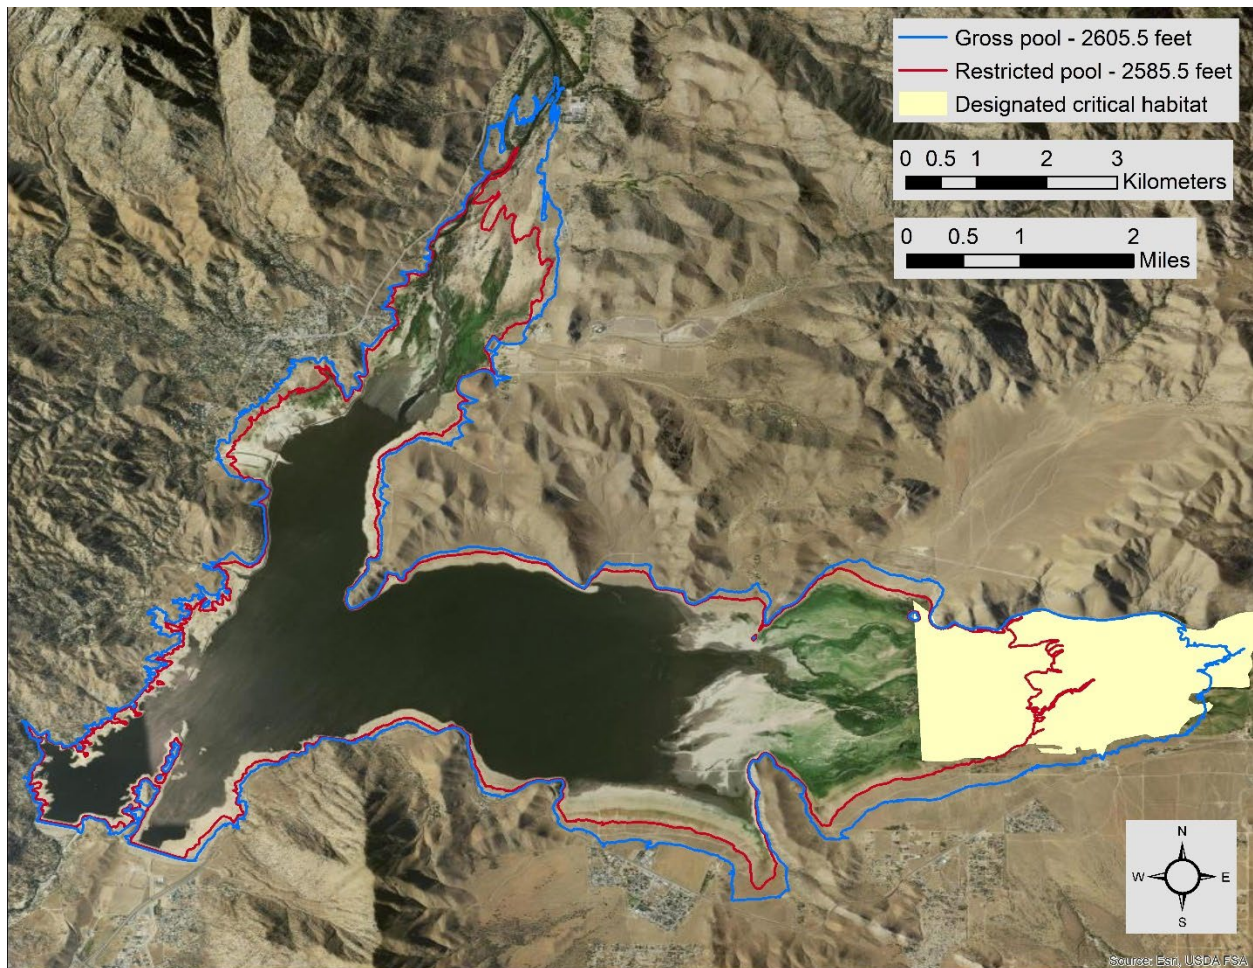 Gross pool - 2605.5 feet
Restricted pool - 2585.5 feet
Designated critical habitat
0 0.5 1 2 3
Kilometers
0 0.5 1 2
Miles
N
W E
S
Source: Esri, USDA FSA